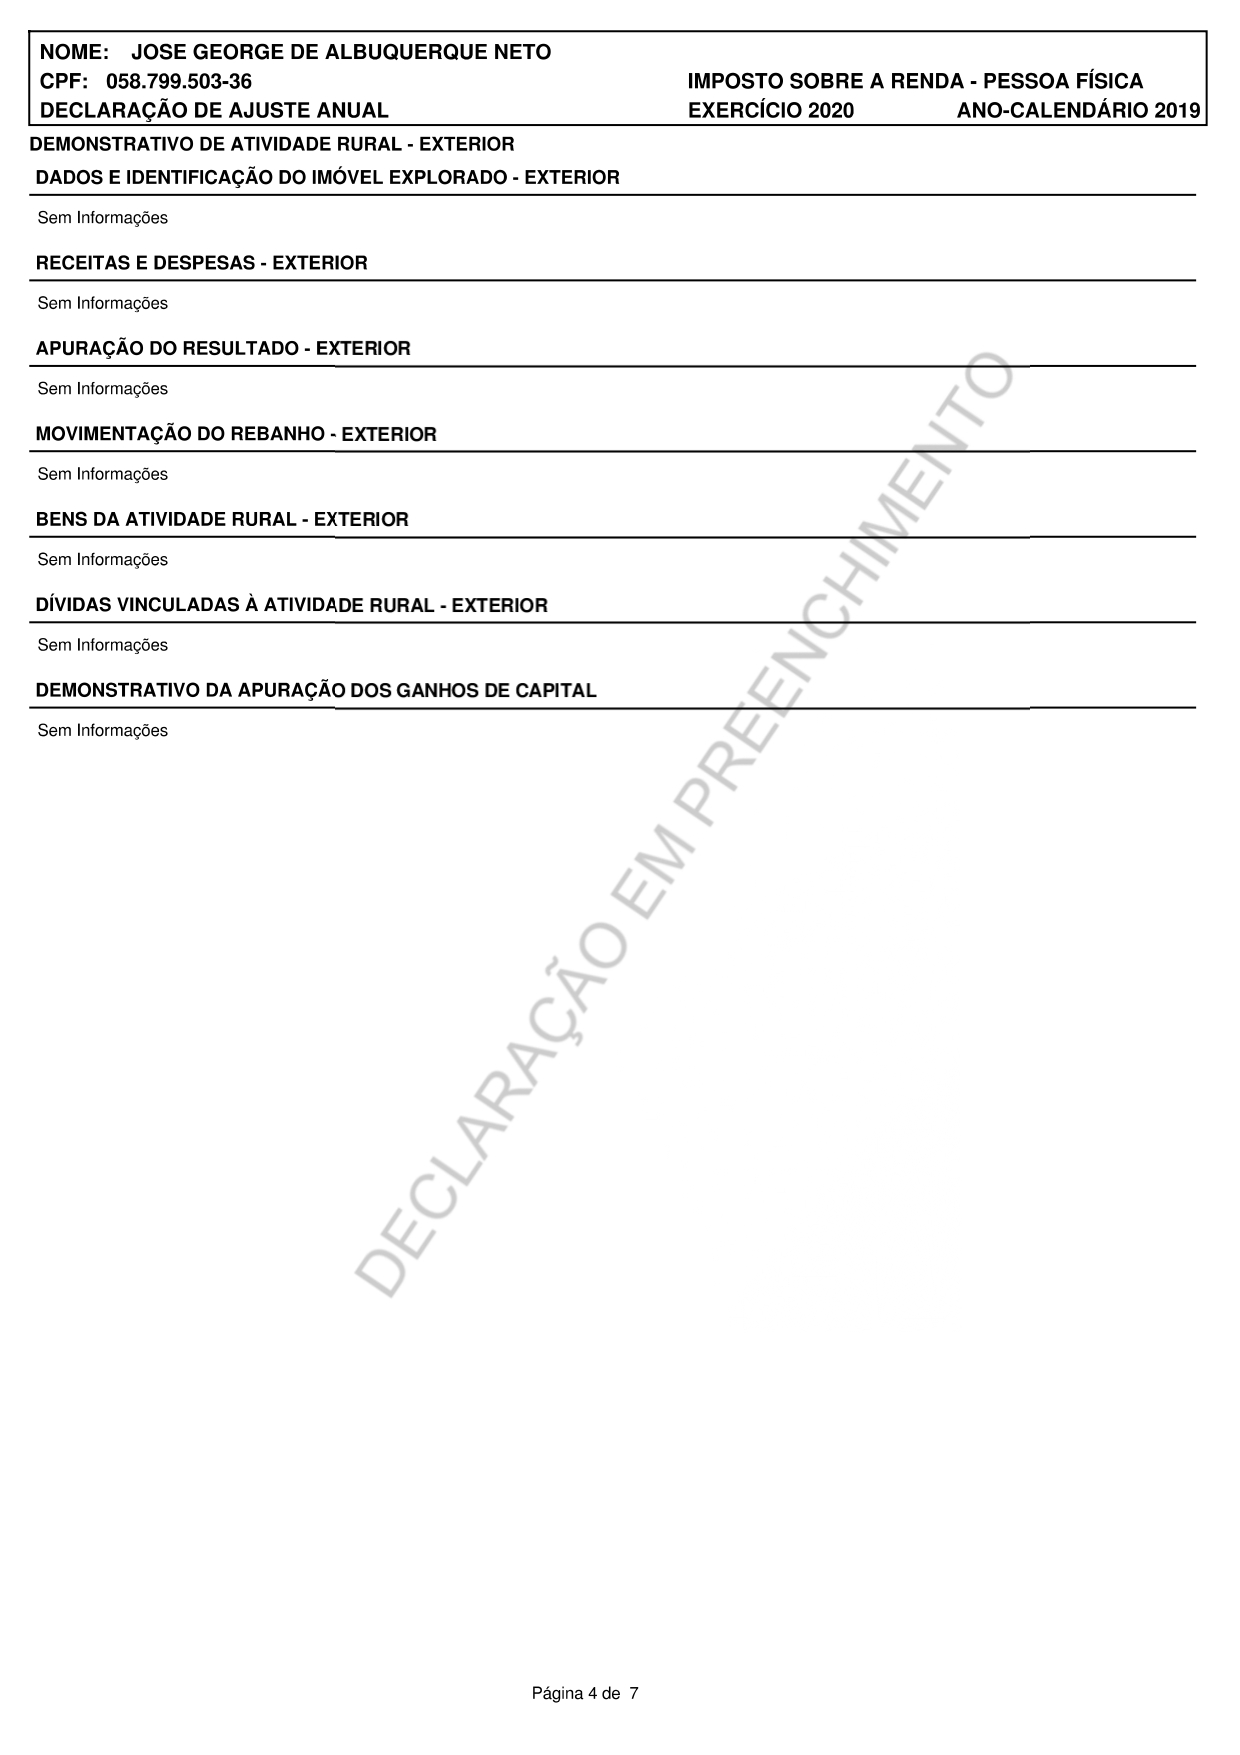 NOME: JOSE GEORGE DE ALBUQUERQUE NETO
CPF: 058.799.503-36 IMPOSTO SOBRE A RENDA - PESSOA FÍSICA
DECLARAÇÃO DE AJUSTE ANUAL EXERCÍCIO 2020 ANO-CALENDÁRIO 2019
DEMONSTRATIVO DE ATIVIDADE RURAL - EXTERIOR
DADOS E IDENTIFICAÇÃO DO IMÓVEL EXPLORADO - EXTERIOR
Sem Informações
RECEITAS E DESPESAS - EXTERIOR
Sem Informações
APURAÇÃO DO RESULTADO - EXTERIOR
Sem Informações
MOVIMENTAÇÃO DO REBANHO - EXTERIOR
Sem Informações
BENS DA ATIVIDADE RURAL - EXTERIOR
Sem Informações
DÍVIDAS VINCULADAS À ATIVIDADE RURAL - EXTERIOR
Sem Informações
DEMONSTRATIVO DA APURAÇÃO DOS GANHOS DE CAPITAL
Sem Informações
DECLARAÇÃO EM PREENCHIMENTO
Página 4 de 7